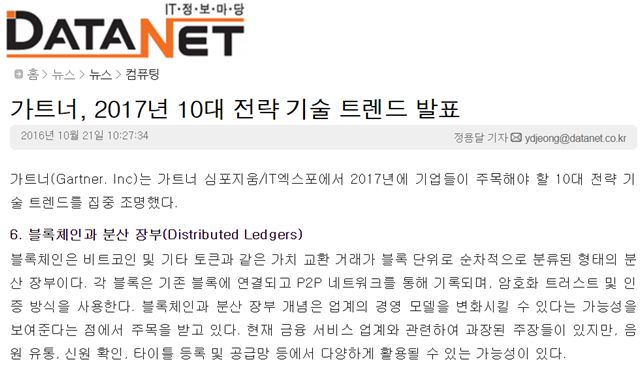 IT·정·보·마·당
DATANET
홈 > 뉴스 > 뉴스 > 컴퓨팅
가트너, 2017년 10대 전략 기술 트렌드 발표
2016년 10월 21일 10:27:34
정용달 기자 ydjeong@datanet.co.kr
가트너(Gartner. Inc)는 가트너 심포지움/IT엑스포에서 2017년에 기업들이 주목해야 할 10대 전략 기
술 트렌드를 집중 조명했다.
6. 블록체인과 분산 장부(Distributed Ledgers)
블록체인은 비트코인 및 기타 토큰과 같은 가치 교환 거래가 블록 단위로 순차적으로 분류된 형태의 분
산 장부이다. 각 블록은 기존 블록에 연결되고 P2P 네트워크를 통해 기록되며, 암호화 트러스트 및 인
증 방식을 사용한다. 블록체인과 분산 장부 개념은 업계의 경영 모델을 변화시킬 수 있다는 가능성을
보여준다는 점에서 주목을 받고 있다. 현재 금융 서비스 업계와 관련하여 과장된 주장들이 있지만, 음
원 유통, 신원 확인, 타이틀 등록 및 공급망 등에서 다양하게 활용될 수 있는 가능성이 있다.